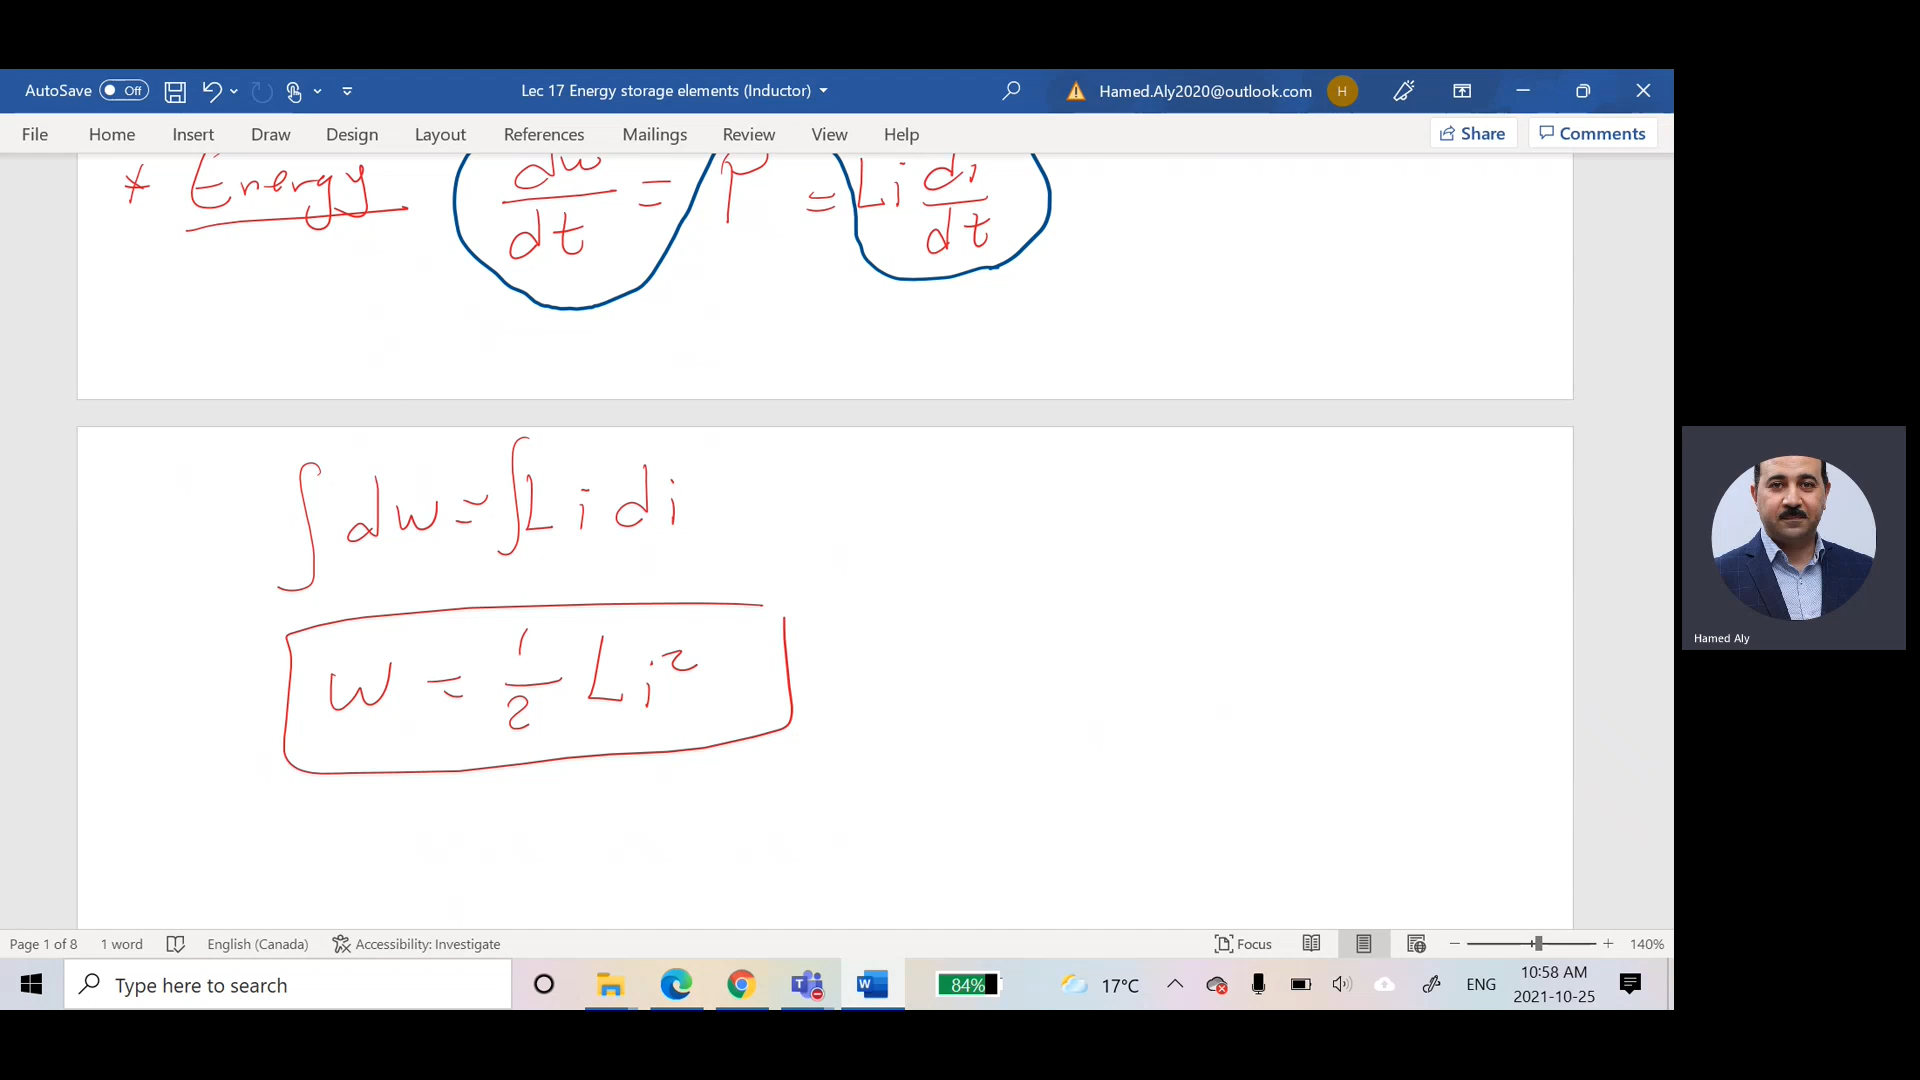 AutoSave Off Lec 17 Energy storage elements (Inductor) Hamed.Aly2020@outlook.com H
File Home Insert Draw Design Layout References Mailings Review View Help Share Comments
* Energy dw/dt = P = Li di/dt
∫ dw = ∫ L i di
w = 1/2 L i²
Hamed Aly
Page 1 of 8 1 word English (Canada) Accessibility: Investigate Focus 140%
Type here to search 84% 17°C ENG 10:58 AM
2021-10-25